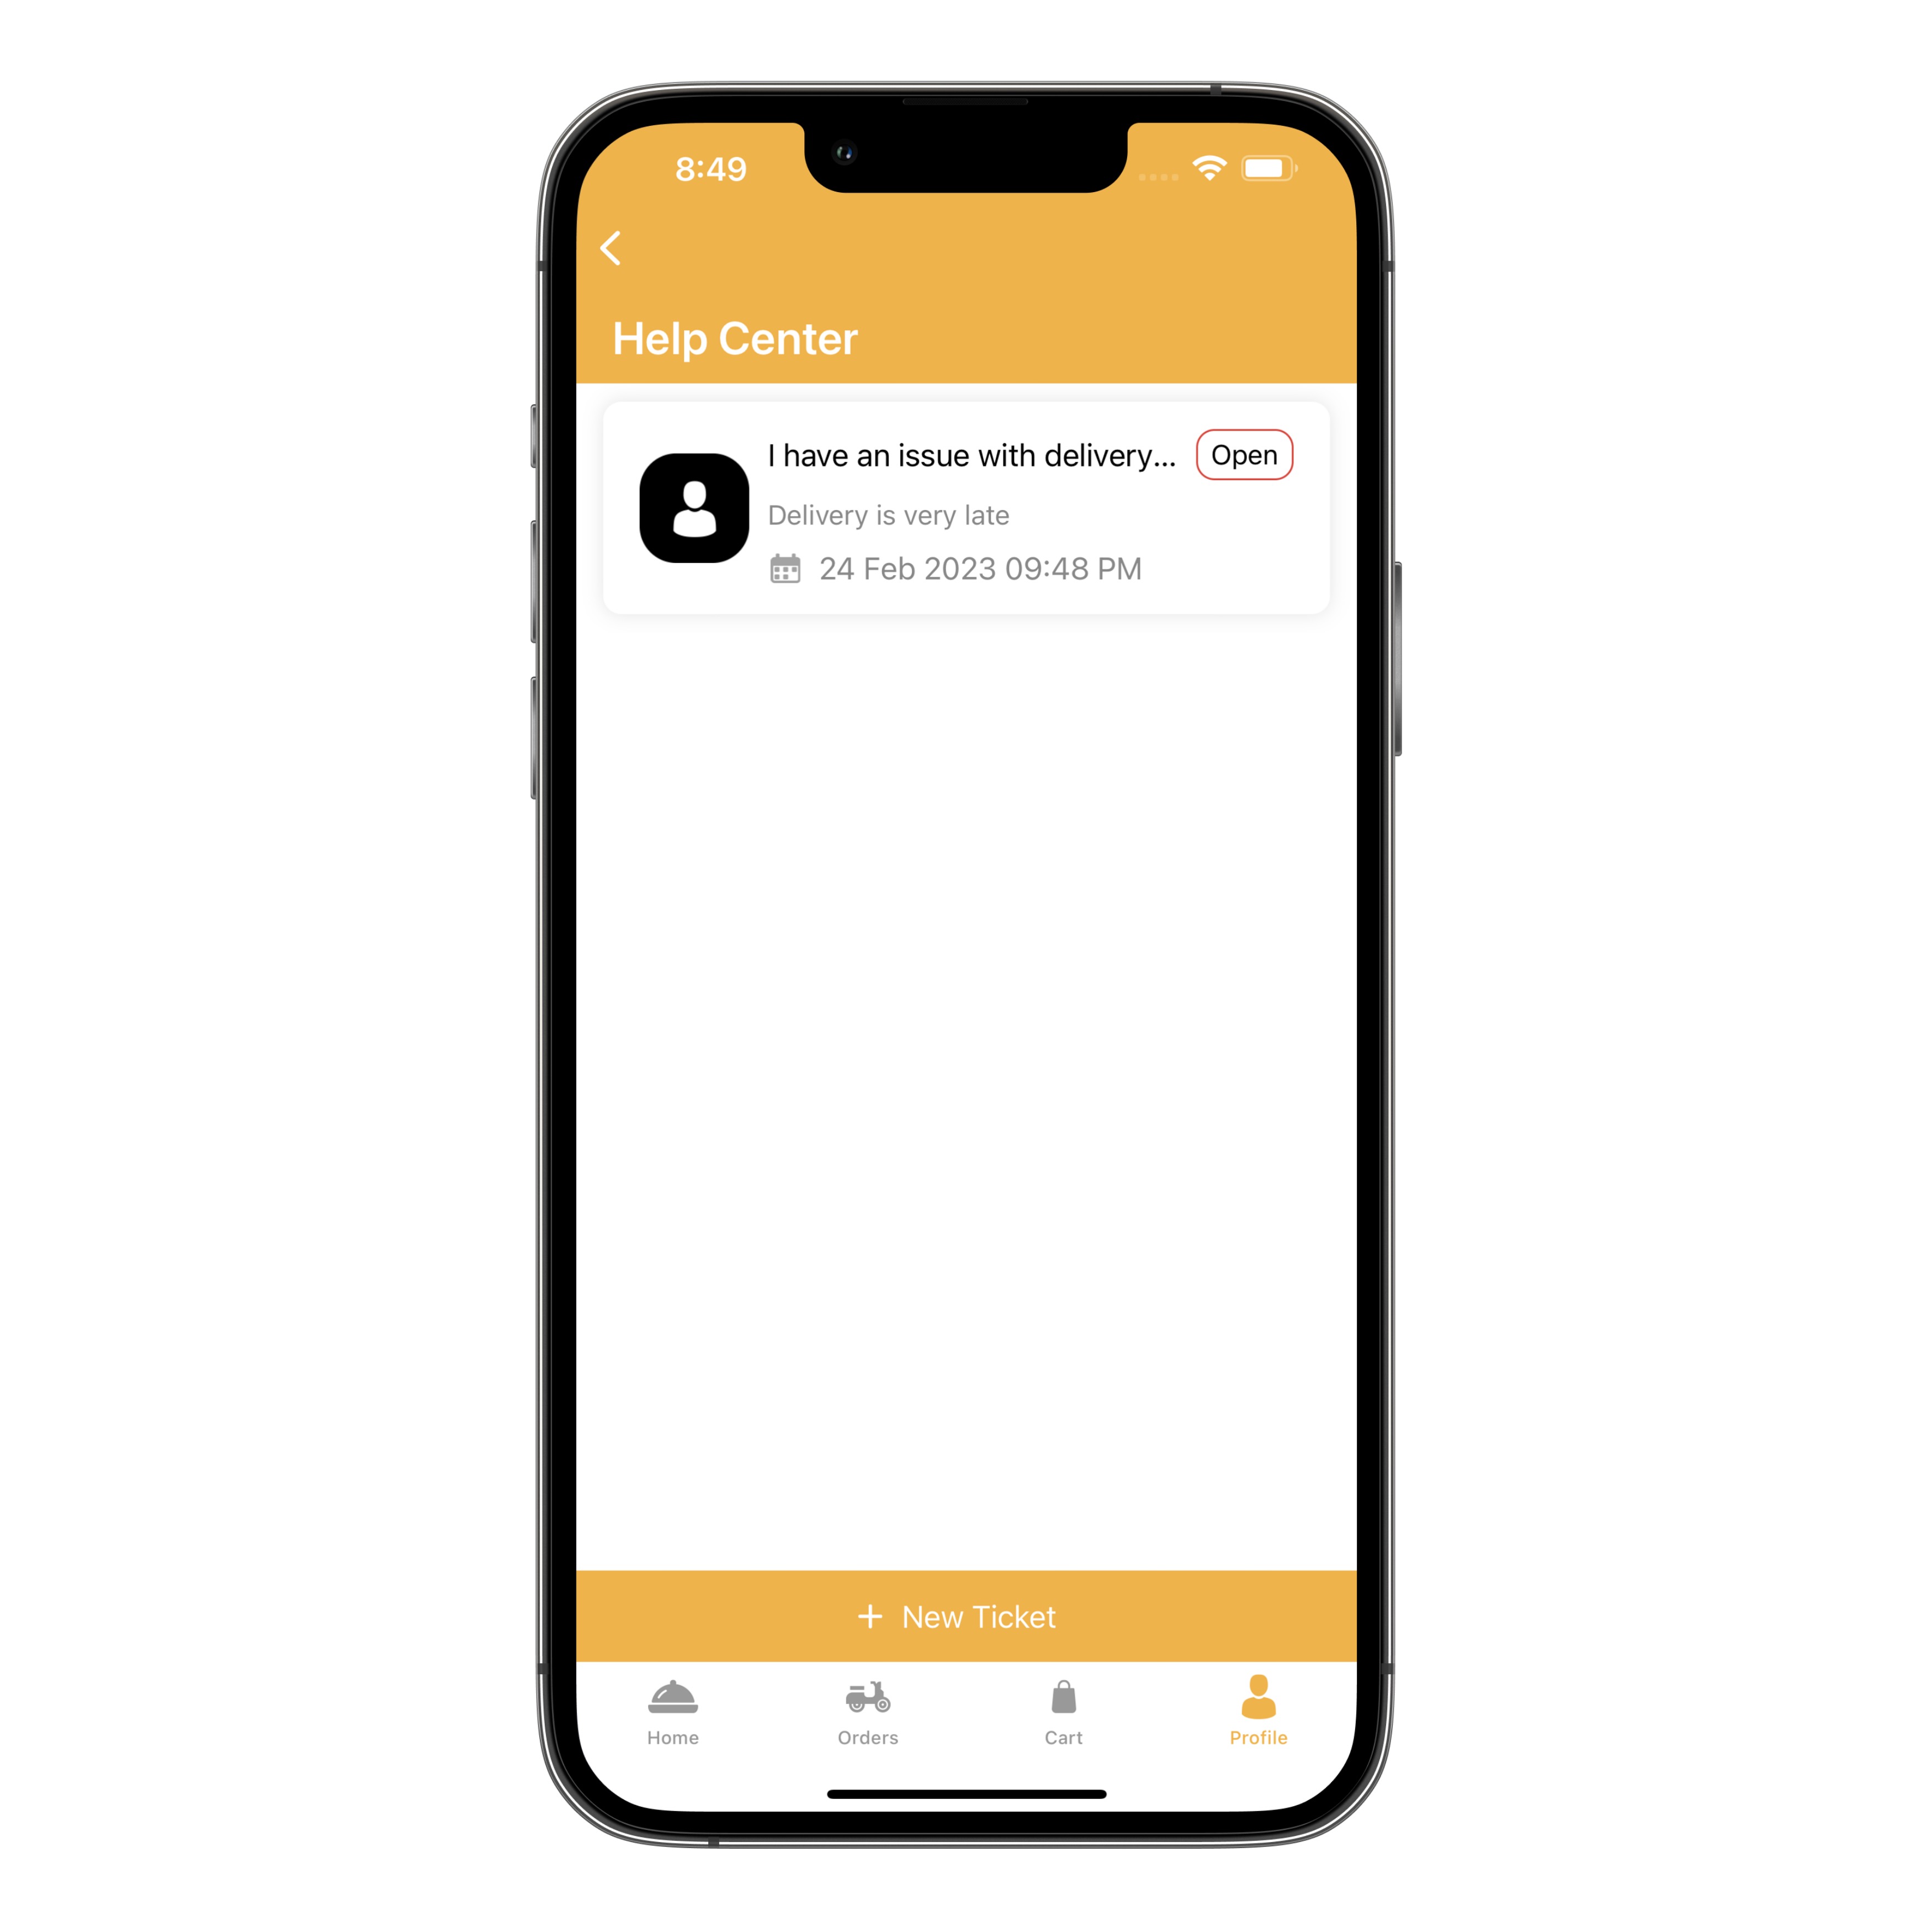 8:49
Help Center
I have an issue with delivery...
Open
Delivery is very late
24 Feb 2023 09:48 PM
+ New Ticket
Home
Orders
Cart
Profile